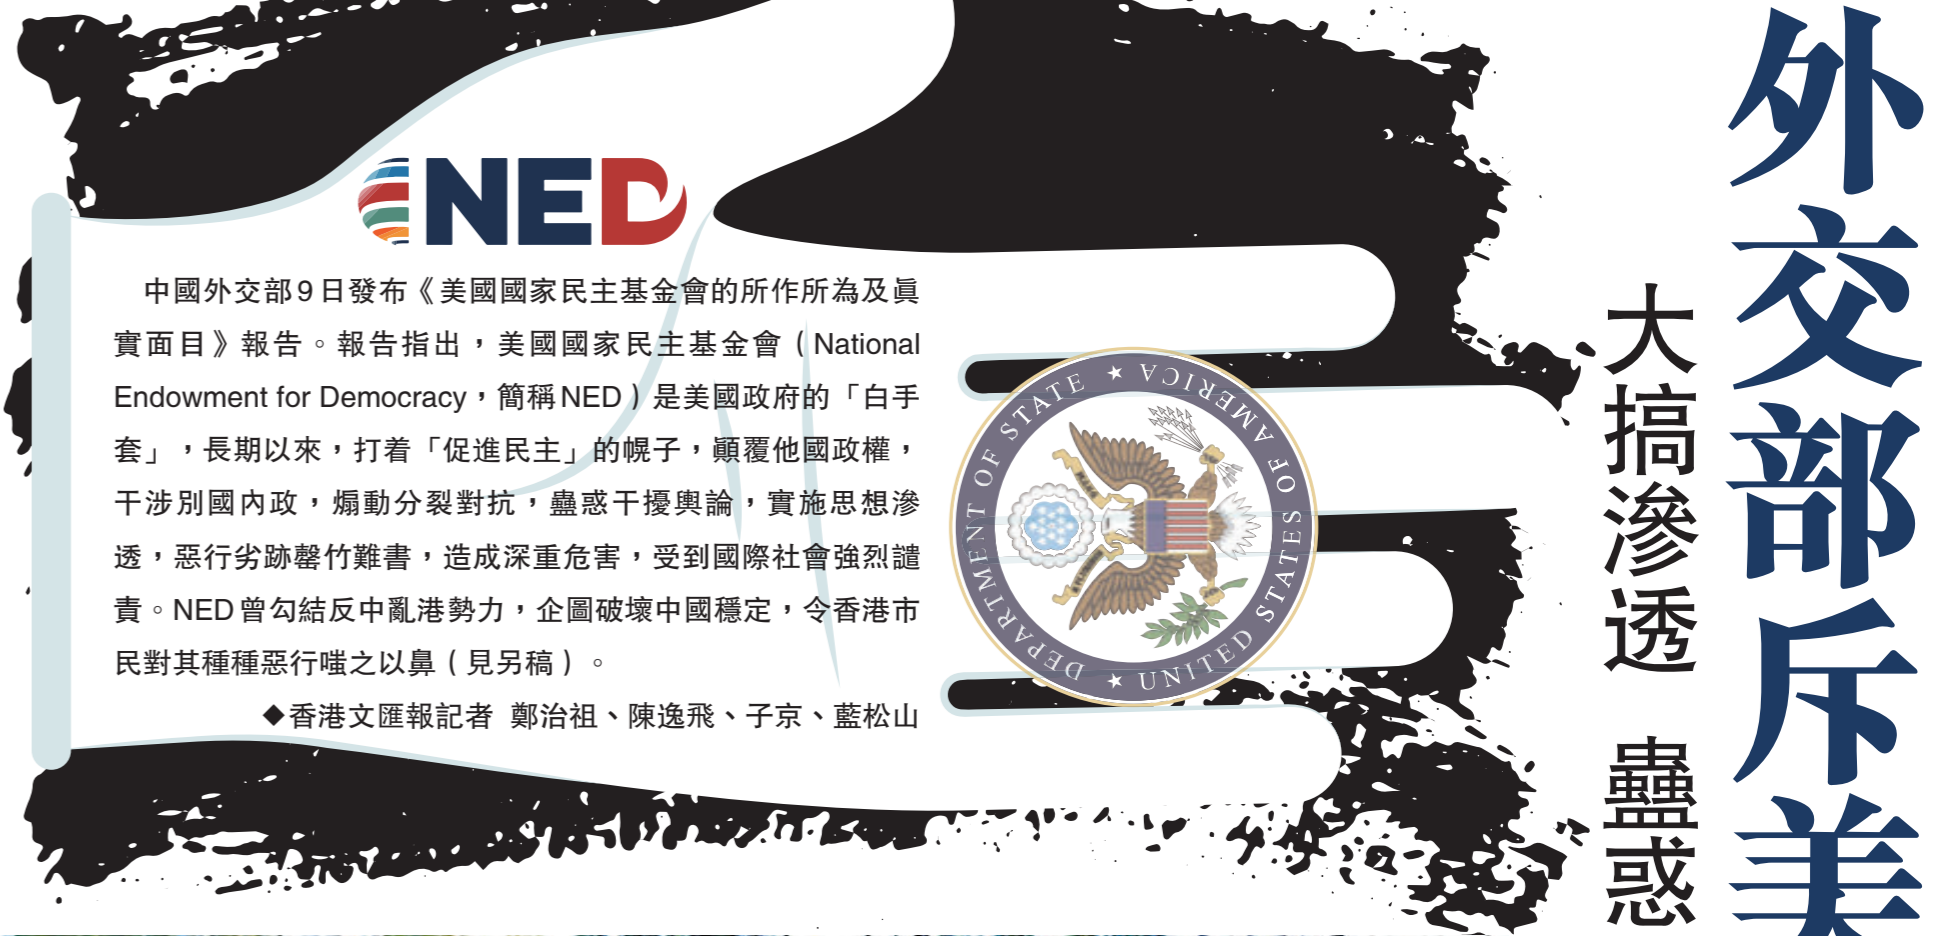 外交部斥美
大搞滲透 蠱惑
NED
中國外交部9日發布《美國國家民主基金會的所作所為及眞
實面目》報告。報告指出，美國國家民主基金會（National
Endowment for Democracy，簡稱NED）是美國政府的「白手
套」，長期以來，打着「促進民主」的幌子，顚覆他國政權，
干涉別國內政，煽動分裂對抗，蠱惑干擾輿論，實施思想滲
透，惡行劣跡罄竹難書，造成深重危害，受到國際社會強烈譴
責。NED曾勾結反中亂港勢力，企圖破壞中國穩定，令香港市
民對其種種惡行嗤之以鼻（見另稿）。
◆香港文匯報記者 鄭治祖、陳逸飛、子京、藍松山
DEPARTMENT OF STATE ★ UNITED STATES OF AMERICA ★